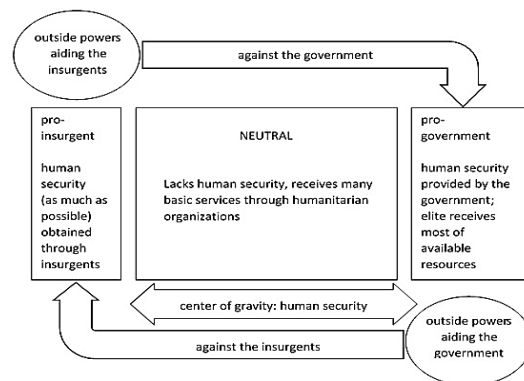 outside powers
aiding the
insurgents
against the government
pro-
insurgent
human
security
(as much as
possible)
obtained
through
insurgents
NEUTRAL
Lacks human security, receives many
basic services through humanitarian
organizations
pro-
government
human security
provided by the
government;
elite receives
most of
available
resources
center of gravity: human security
against the insurgents
outside powers
aiding the
government